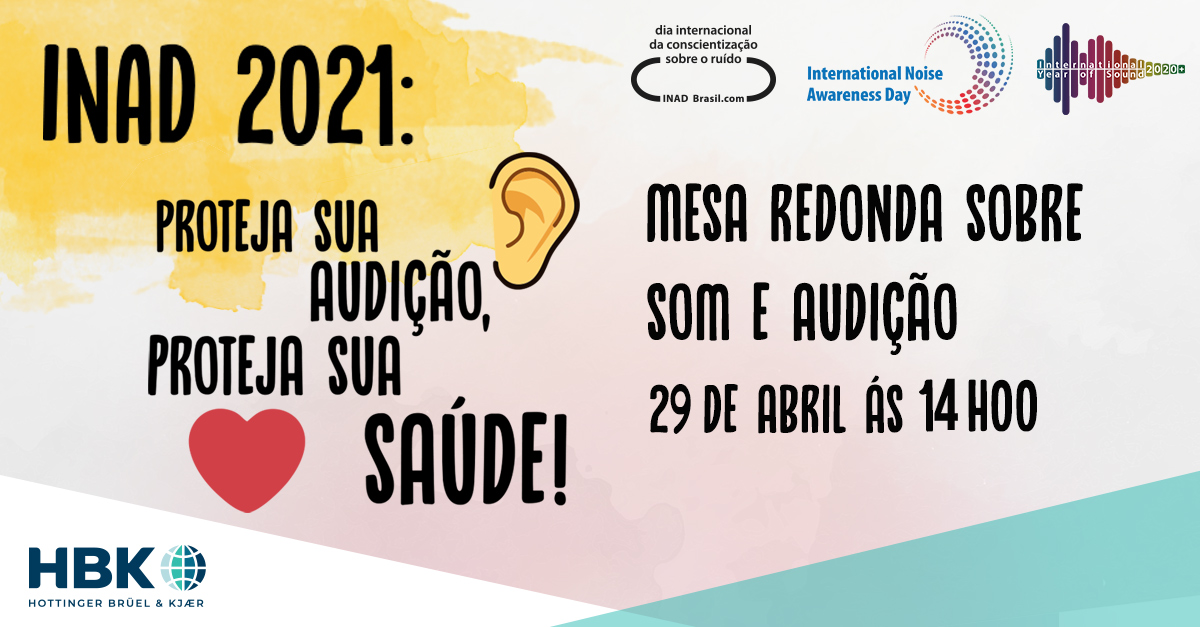 INAD 2021:
PROTEJA SUA
AUDIÇÃO,
PROTEJA SUA
SAÚDE!
dia internacional
da conscientização
sobre o ruído
INAD Brasil.com
International Noise
Awareness Day
International
Year of Sound 2020+
MESA REDONDA SOBRE
SOM E AUDIÇÃO
29 DE ABRIL ÁS 14H00
HBK
HOTTINGER BRÜEL & KJÆR